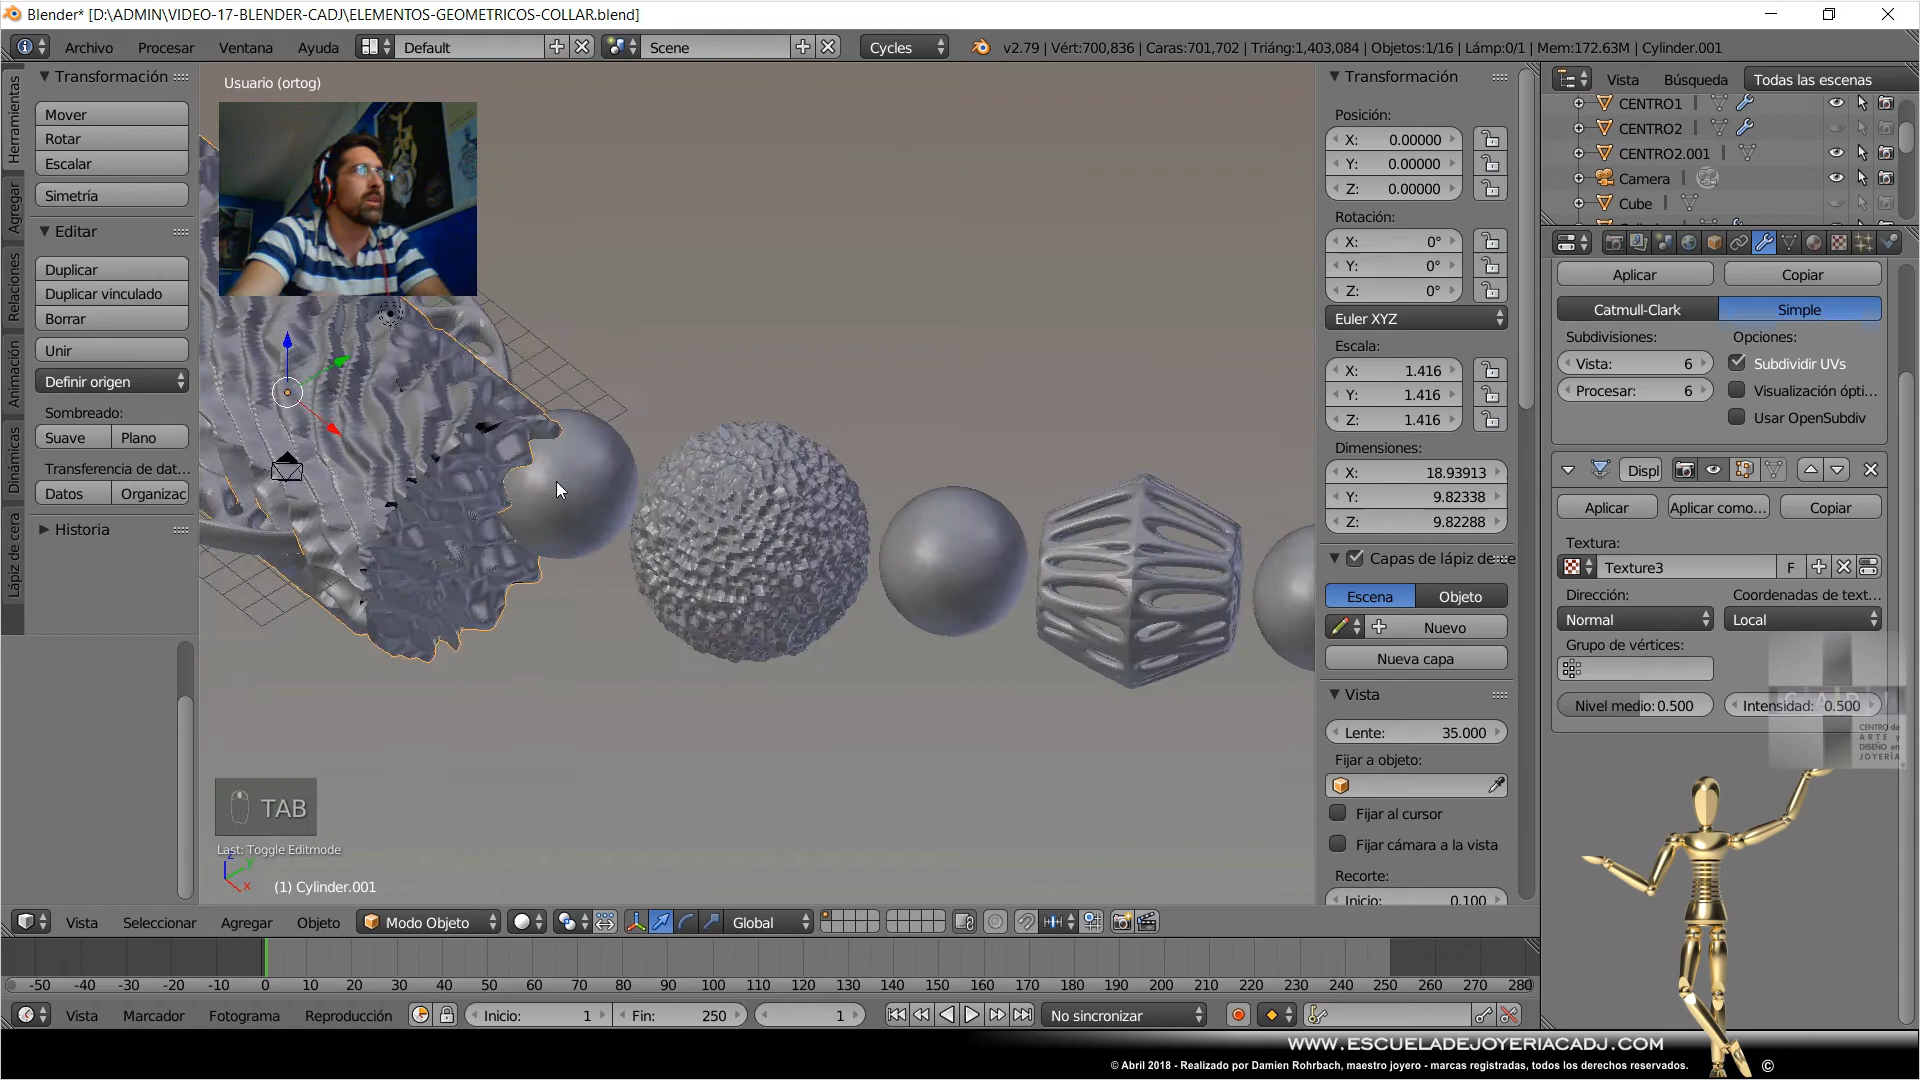 Blender* [D:\ADMIN\VIDEO-17-BLENDER-CADJ\ELEMENTOS-GEOMETRICOS-COLLAR.blend]
Archivo Procesar Ventana Ayuda Default Scene Cycles v2.79 | Vért:700,836 | Caras:701,702 | Triáng:1,403,084 | Objetos:1/16 | Lámp:0/1 | Mem:172.63M | Cylinder.001
Herramientas
Agregar
Relaciones
Animación
Dinámicas
Lápiz de cera
Transformación
Mover
Rotar
Escalar
Simetría
Editar
Duplicar
Duplicar vinculado
Borrar
Unir
Definir origen
Sombreado:
Suave Plano
Transferencia de dat...
Datos Organizac
Historia
Usuario (ortog)
TAB
Last: Toggle Editmode
z y x
(1) Cylinder.001
Transformación
Posición:
X: 0.00000
Y: 0.00000
Z: 0.00000
Rotación:
X: 0°
Y: 0°
Z: 0°
Euler XYZ
Escala:
X: 1.416
Y: 1.416
Z: 1.416
Dimensiones:
X: 18.93913
Y: 9.82338
Z: 9.82288
Capas de lápiz de
Escena Objeto
Nuevo
Nueva capa
Vista
Lente: 35.000
Fijar a objeto:
Fijar al cursor
Fijar cámara a la vista
Recorte:
Inicio: 0.100
Vista Búsqueda Todas las escenas
CENTRO1
CENTRO2
CENTRO2.001
Camera
Cube
Aplicar Copiar
Catmull-Clark Simple
Subdivisiones: Opciones:
Vista: 6 Subdividir UVs
Procesar: 6 Visualización ópti...
Usar OpenSubdiv
Displ
Aplicar Aplicar como... Copiar
Textura:
Texture3 F
Dirección: Coordenadas de text...
Normal Local
Grupo de vértices:
Nivel medio: 0.500 Intensidad: 0.500
CADJ
CENTRO de
ARTE y
DISEÑO en
JOYERÍA
Vista Seleccionar Agregar Objeto Modo Objeto Global
-50 -40 -30 -20 -10 0 10 20 30 40 50 60 70 80 90 100 110 120 130 140 150 160 170 180 190 200 210 220 230 240 250 260 270 280
Vista Marcador Fotograma Reproducción Inicio: 1 Fin: 250 1 No sincronizar
WWW.ESCUELADEJOYERIACADJ.COM
© Abril 2018 - Realizado por Damien Rohrbach, maestro joyero - marcas registradas, todos los derechos reservados. ©